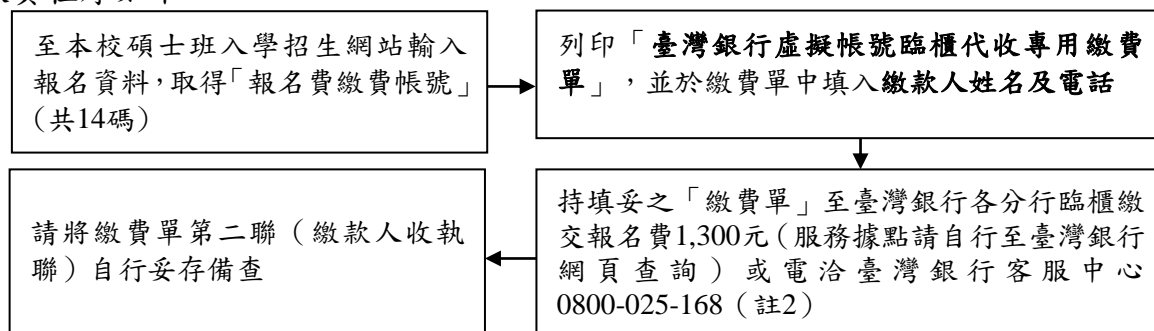 至本校碩士班入學招生網站輸入
報名資料，取得「報名費繳費帳號」
（共14碼）
列印「臺灣銀行虛擬帳號臨櫃代收專用繳費
單」，並於繳費單中填入繳款人姓名及電話
持填妥之「繳費單」至臺灣銀行各分行臨櫃繳
交報名費1,300元（服務據點請自行至臺灣銀行
網頁查詢）或電洽臺灣銀行客服中心
0800-025-168（註2）
請將繳費單第二聯（繳款人收執
聯）自行妥存備查